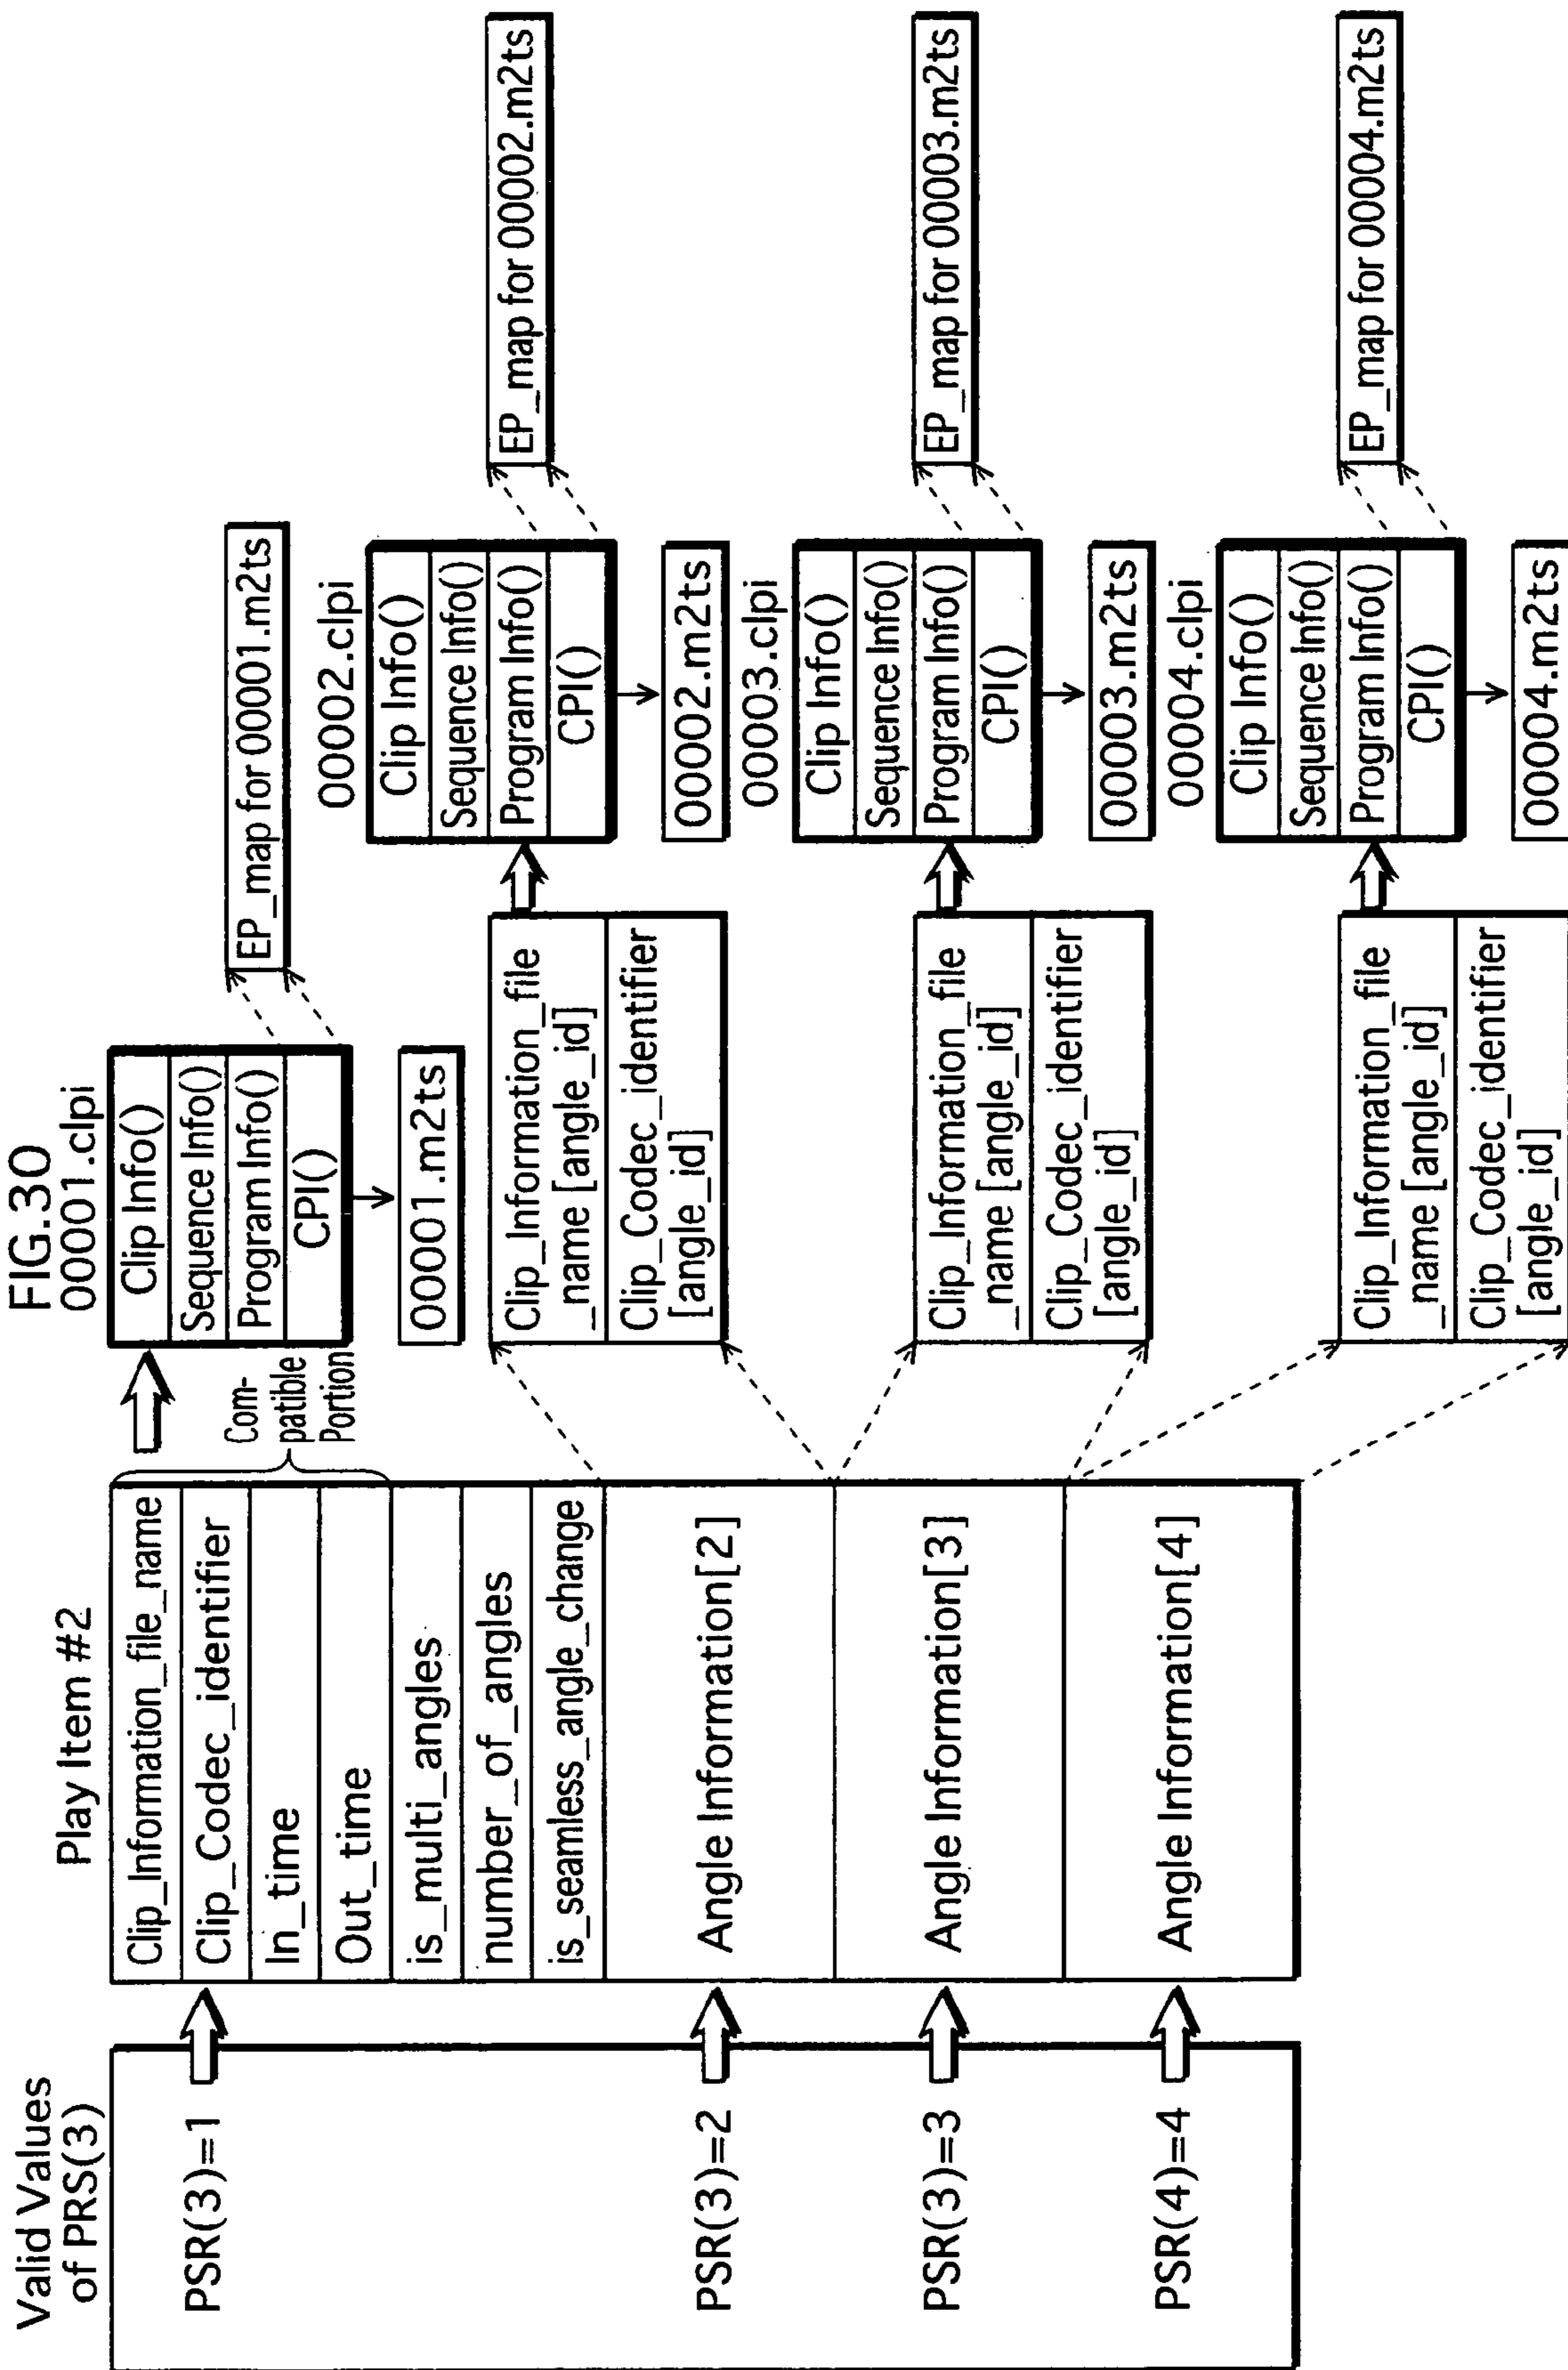 FIG.30
Valid Values
of PRS(3)
PSR(3)=1
PSR(3)=2
PSR(3)=3
PSR(4)=4
Play Item #2
Clip_Information_file_name
Clip_Codec_identifier
In_time
Out_time
is_multi_angles
number_of_angles
is_seamless_angle_change
Angle Information[2]
Angle Information[3]
Angle Information[4]
Com-
patible
Portion
00001.clpi
Clip Info()
Sequence Info()
Program Info()
CPI()
00001.m2ts
EP_map for 00001.m2ts
Clip_Information_file
_name [angle_id]
Clip_Codec_identifier
[angle_id]
00002.clpi
Clip Info()
Sequence Info()
Program Info()
CPI()
00002.m2ts
EP_map for 00002.m2ts
Clip_Information_file
_name [angle_id]
Clip_Codec_identifier
[angle_id]
00003.clpi
Clip Info()
Sequence Info()
Program Info()
CPI()
00003.m2ts
EP_map for 00003.m2ts
Clip_Information_file
_name [angle_id]
Clip_Codec_identifier
[angle_id]
00004.clpi
Clip Info()
Sequence Info()
Program Info()
CPI()
00004.m2ts
EP_map for 00004.m2ts